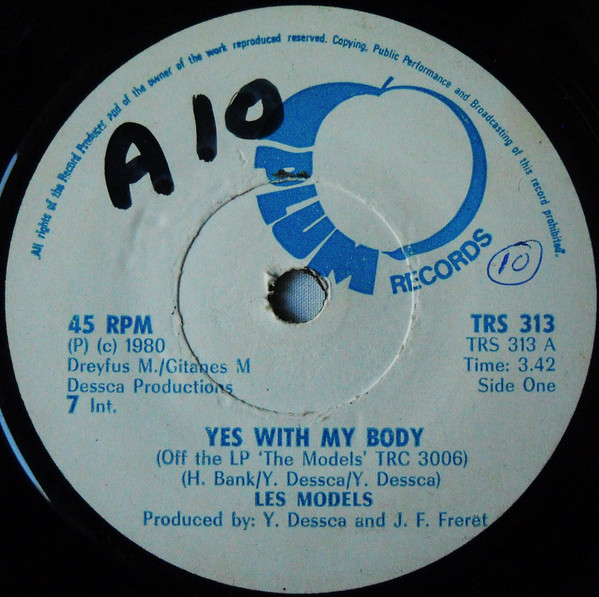 All rights of the Record Producers and of the owner of the work reproduced reserved. Copying, Public Performance and Broadcasting of this record prohibited.
A 10
PLUM
RECORDS
10
45 RPM
(P) (c) 1980
Dreyfus M./Gitanes M
Dessca Productions
7 Int.
TRS 313
TRS 313 A
Time: 3.42
Side One
YES WITH MY BODY
(Off the LP 'The Models' TRC 3006)
(H. Bank/Y. Dessca/Y. Dessca)
LES MODELS
Produced by: Y. Dessca and J. F. Freret